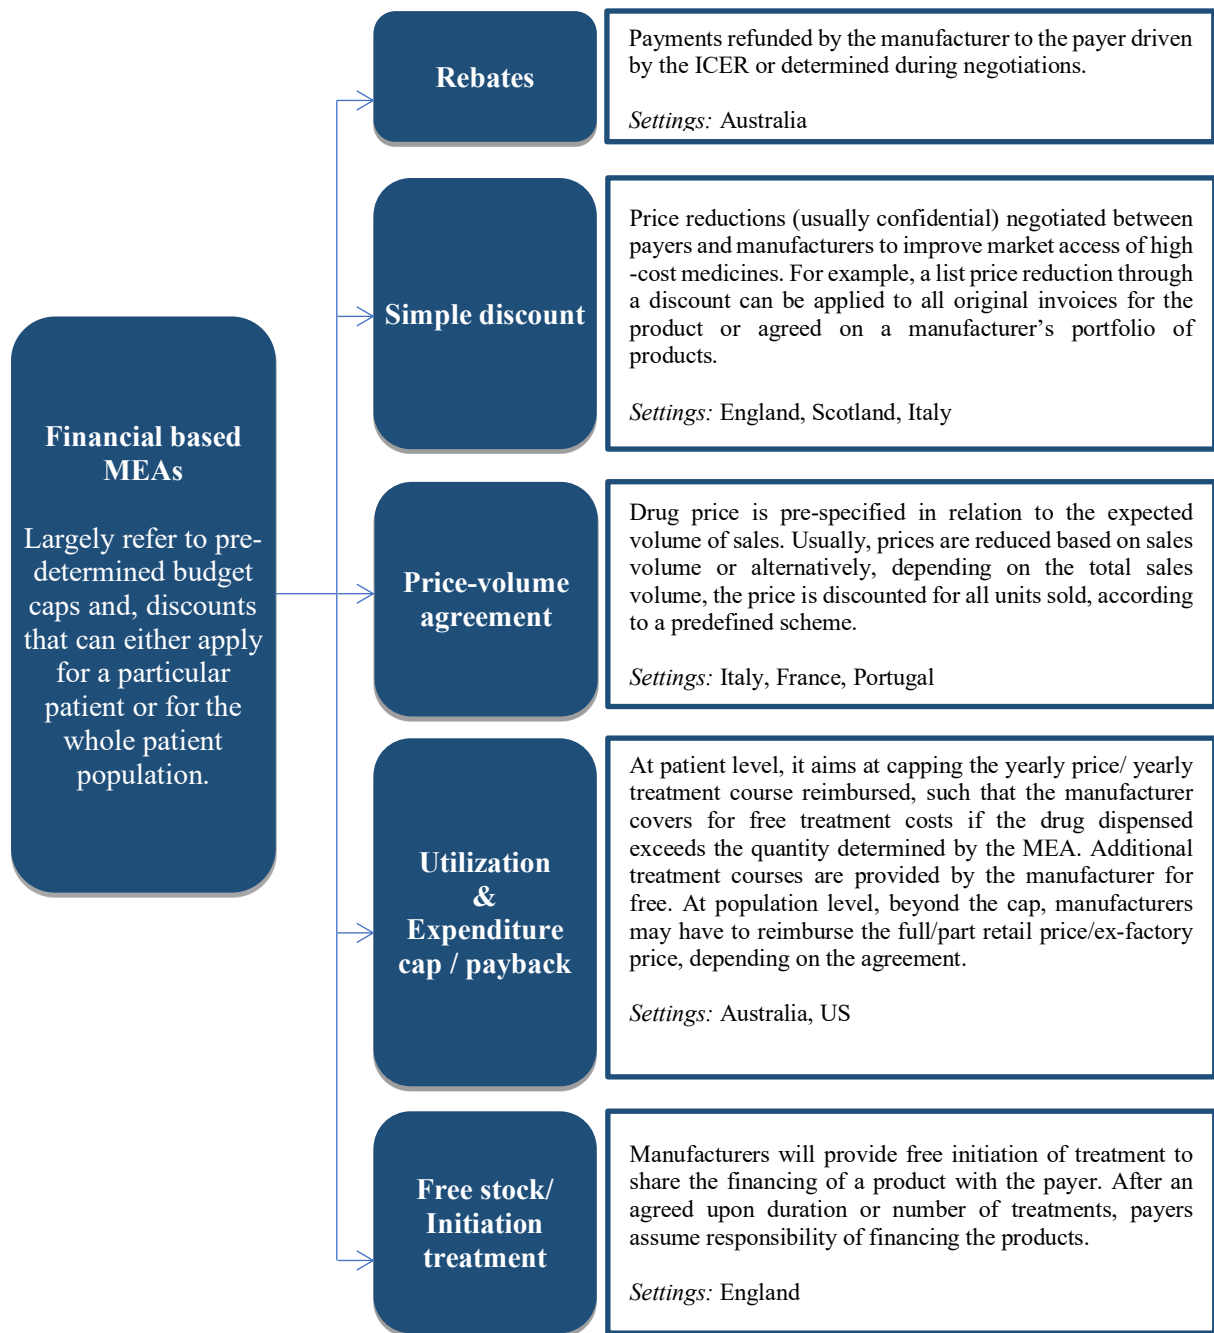 Financial based
MEAs
Largely refer to pre-
determined budget
caps and, discounts
that can either apply
for a particular
patient or for the
whole patient
population.
Rebates
Payments refunded by the manufacturer to the payer driven
by the ICER or determined during negotiations.
Settings: Australia
Simple discount
Price reductions (usually confidential) negotiated between
payers and manufacturers to improve market access of high
-cost medicines. For example, a list price reduction through
a discount can be applied to all original invoices for the
product or agreed on a manufacturer’s portfolio of
products.
Settings: England, Scotland, Italy
Price-volume
agreement
Drug price is pre-specified in relation to the expected
volume of sales. Usually, prices are reduced based on sales
volume or alternatively, depending on the total sales
volume, the price is discounted for all units sold, according
to a predefined scheme.
Settings: Italy, France, Portugal
Utilization
&
Expenditure
cap / payback
At patient level, it aims at capping the yearly price/ yearly
treatment course reimbursed, such that the manufacturer
covers for free treatment costs if the drug dispensed
exceeds the quantity determined by the MEA. Additional
treatment courses are provided by the manufacturer for
free. At population level, beyond the cap, manufacturers
may have to reimburse the full/part retail price/ex-factory
price, depending on the agreement.
Settings: Australia, US
Free stock/
Initiation
treatment
Manufacturers will provide free initiation of treatment to
share the financing of a product with the payer. After an
agreed upon duration or number of treatments, payers
assume responsibility of financing the products.
Settings: England